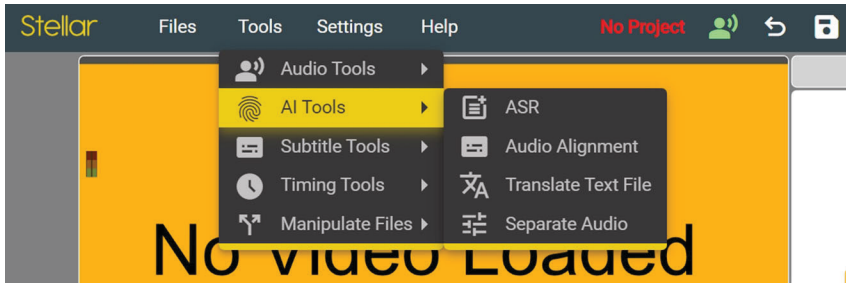 Stellar Files Tools Settings Help No Project
Audio Tools
AI Tools ASR
Subtitle Tools Audio Alignment
Timing Tools Translate Text File
Manipulate Files Separate Audio
No Video Loaded